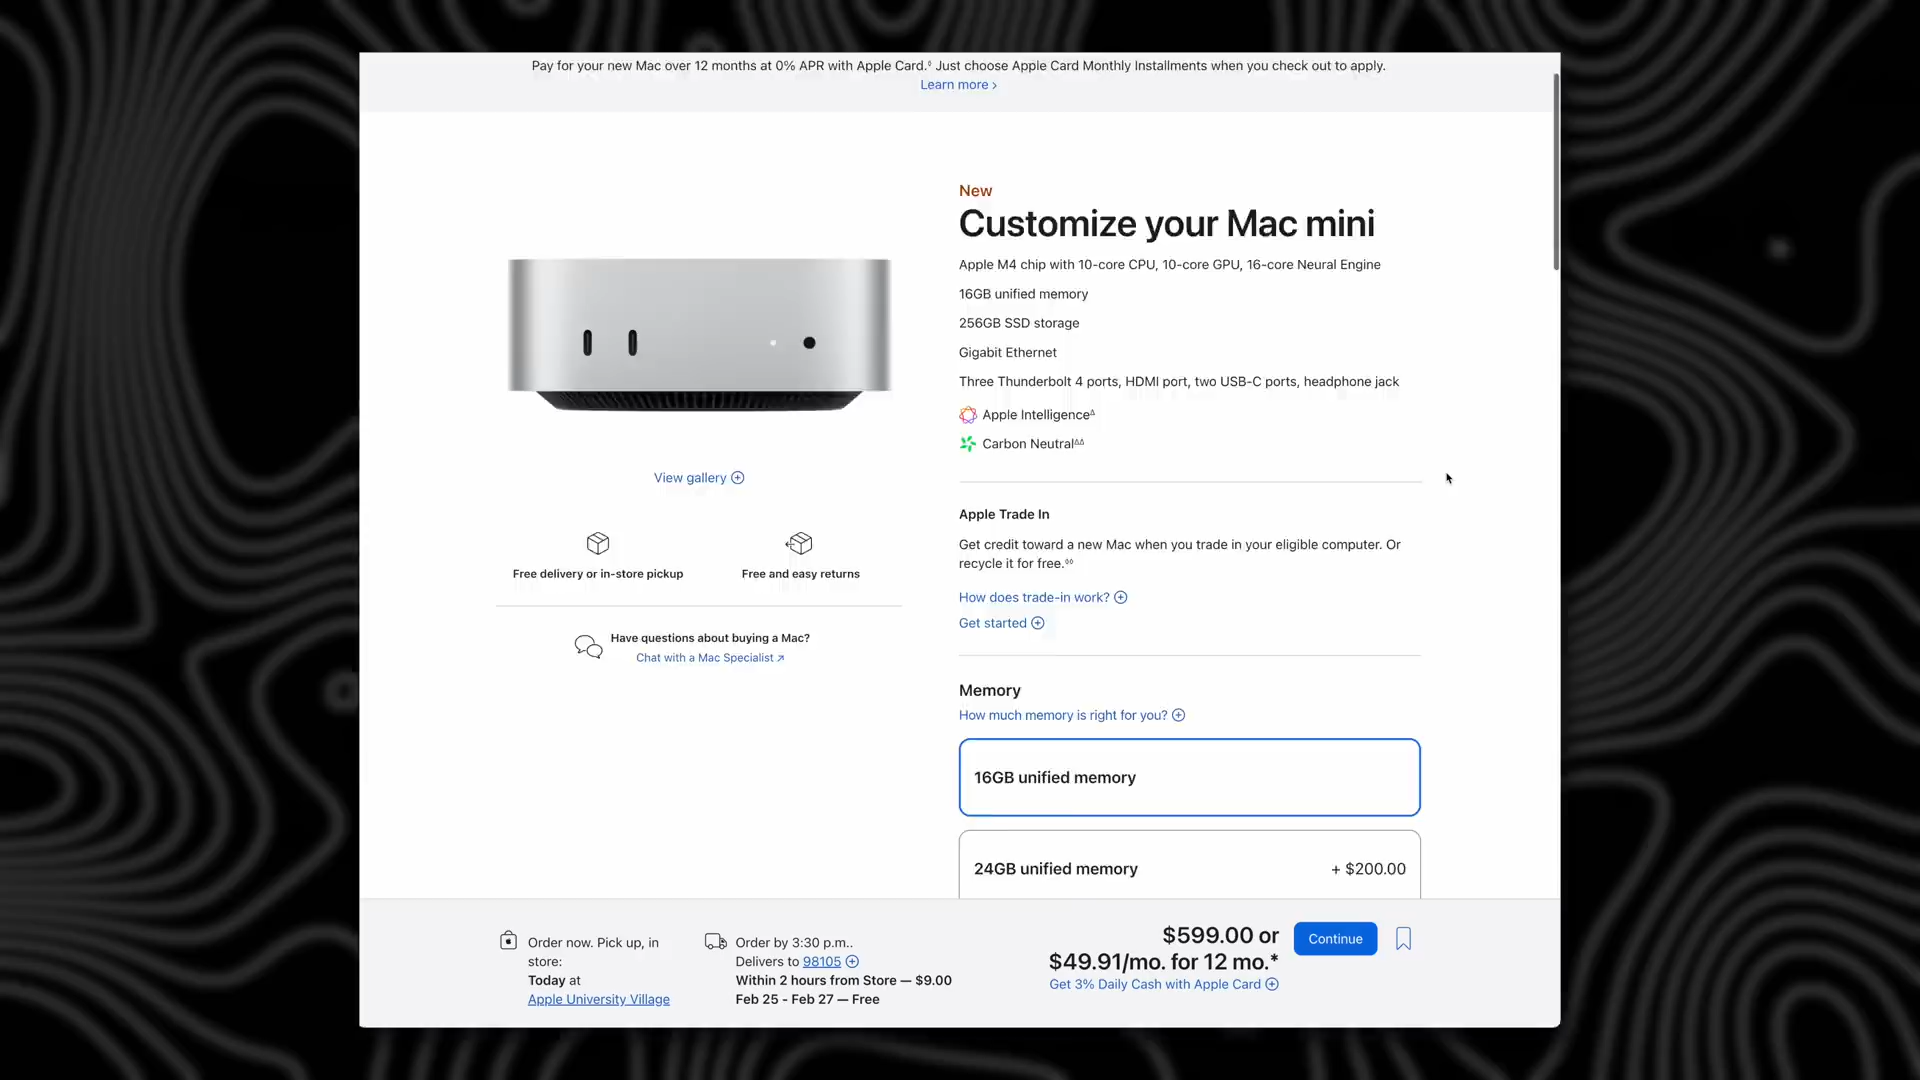 Pay for your new Mac over 12 months at 0% APR with Apple Card.◊ Just choose Apple Card Monthly Installments when you check out to apply.
Learn more ›
New
Customize your Mac mini
Apple M4 chip with 10-core CPU, 10-core GPU, 16-core Neural Engine
16GB unified memory
256GB SSD storage
Gigabit Ethernet
Three Thunderbolt 4 ports, HDMI port, two USB-C ports, headphone jack
Apple IntelligenceΔ
Carbon NeutralΔΔ
View gallery
Free delivery or in-store pickup
Free and easy returns
Have questions about buying a Mac?
Chat with a Mac Specialist ↗
Apple Trade In
Get credit toward a new Mac when you trade in your eligible computer. Or
recycle it for free.◊◊
How does trade-in work?
Get started
Memory
How much memory is right for you?
16GB unified memory
24GB unified memory + $200.00
Order now. Pick up, in
store:
Today at
Apple University Village
Order by 3:30 p.m..
Delivers to 98105
Within 2 hours from Store — $9.00
Feb 25 - Feb 27 — Free
$599.00 or
$49.91/mo. for 12 mo.*
Get 3% Daily Cash with Apple Card
Continue